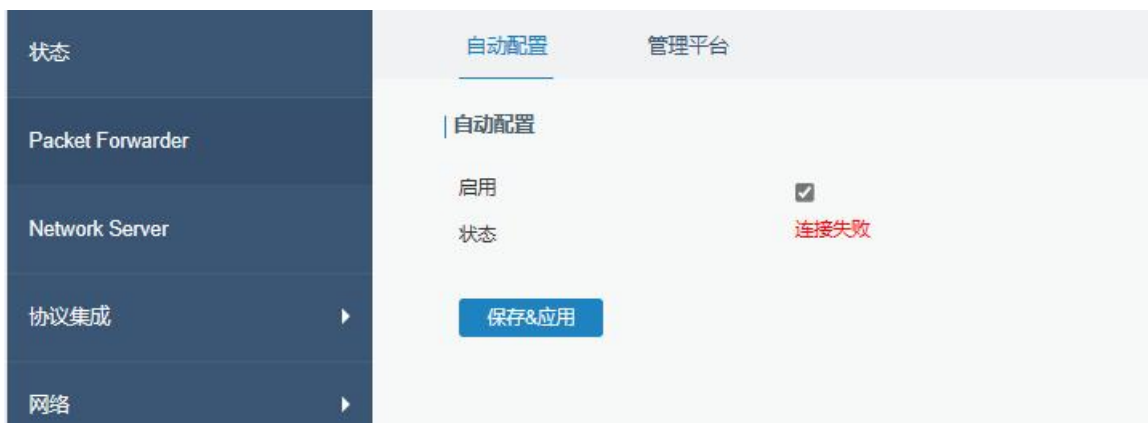 状态
Packet Forwarder
Network Server
协议集成
网络
自动配置 管理平台
自动配置
启用
状态 连接失败
保存&应用